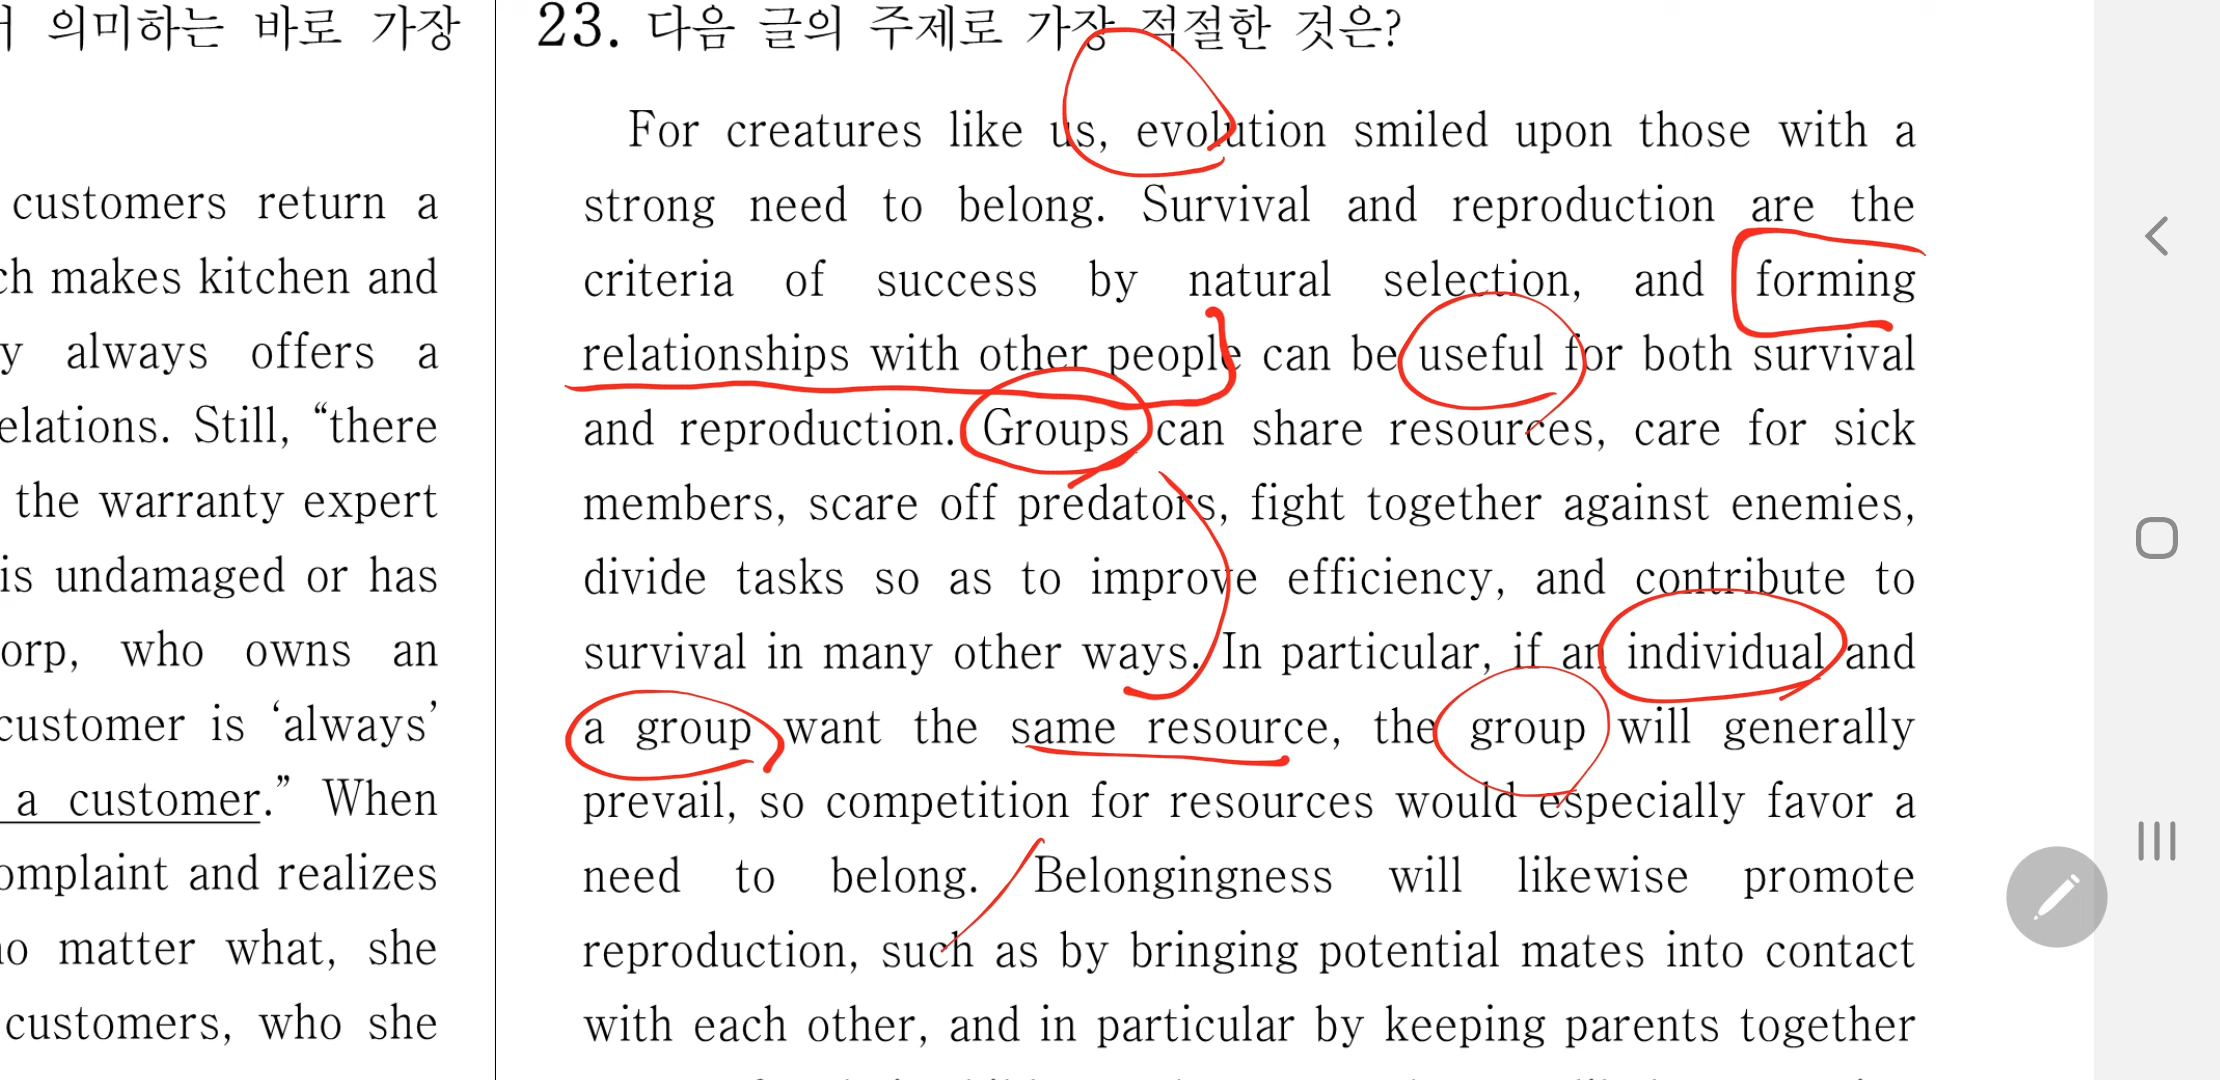 의미하는 바로 가장
customers return a
makes kitchen and
always offers a
Still, “there
the warranty expert
is undamaged or has
who owns an
customer is ‘always’
a customer.” When
and realizes
matter what, she
customers, who she
23. 다음 글의 주제로 가장 적절한 것은?
For creatures like us, evolution smiled upon those with a
strong need to belong. Survival and reproduction are the
criteria of success by natural selection, and forming
relationships with other people can be useful for both survival
and reproduction. Groups can share resources, care for sick
members, scare off predators, fight together against enemies,
divide tasks so as to improve efficiency, and contribute to
survival in many other ways. In particular, if an individual and
a group want the same resource, the group will generally
prevail, so competition for resources would especially favor a
need to belong. Belongingness will likewise promote
reproduction, such as by bringing potential mates into contact
with each other, and in particular by keeping parents together